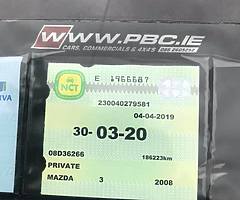 WWW.PBC.IE
CARS, COMMERCIALS & 4X4S
NCT
E 1966687
230040279581
04-04-2019
30-03-20
08D36266
186223km
PRIVATE
MAZDA 3 2008